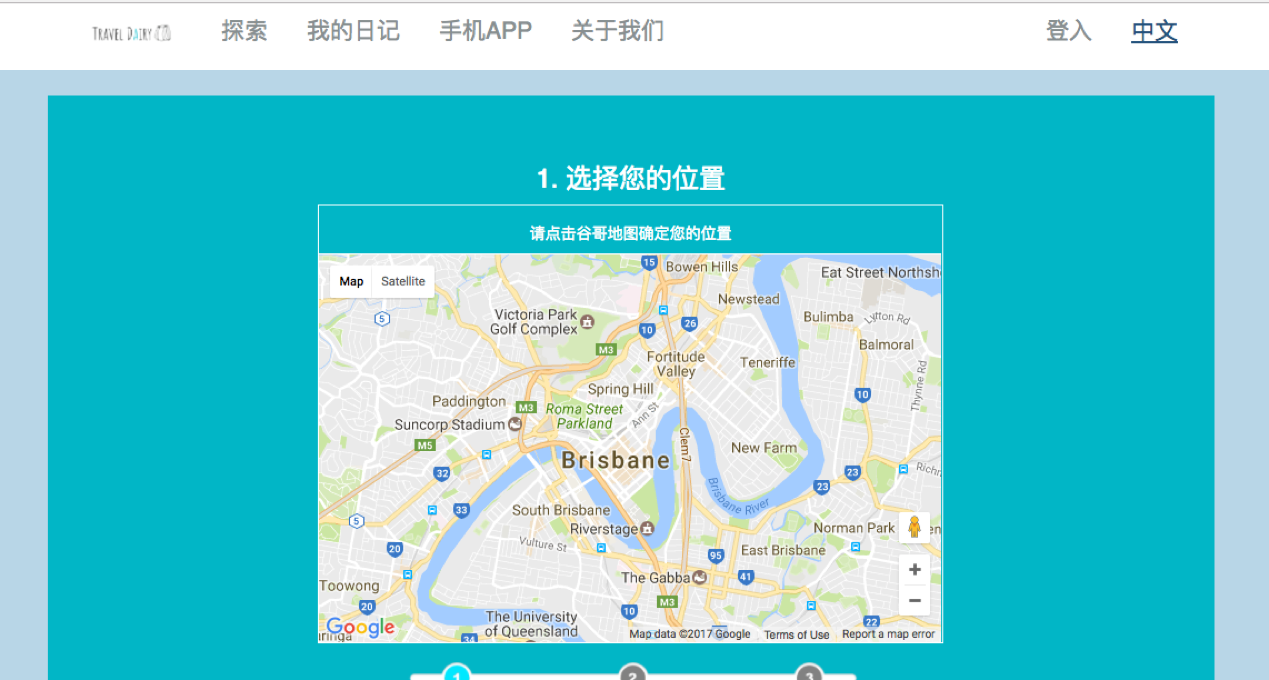 TRAVEL DAIRY
探索
我的日记
手机APP
关于我们
登入
中文
1. 选择您的位置
请点击谷哥地图确定您的位置
Map
Satellite
15
Bowen Hills
Eat Street Northsh
Newstead
5
Victoria Park
Golf Complex
10
26
Bulimba
Lytton Rd
Balmoral
M3
Fortitude
Valley
Teneriffe
Thynne Rd
Spring Hill
10
Paddington
M3
Roma Street
Parkland
Ann St
Suncorp Stadium
M5
Clem7
New Farm
Brisbane
32
23
Richn
23
Brisbane River
33
South Brisbane
5
Riverstage
Norman Park
en
Vulture St
20
95
East Brisbane
Toowong
The Gabba
41
+
20
M3
10
−
The University
of Queensland
22
Google
aringa
34
Map data ©2017 Google
Terms of Use
Report a map error
1
2
3